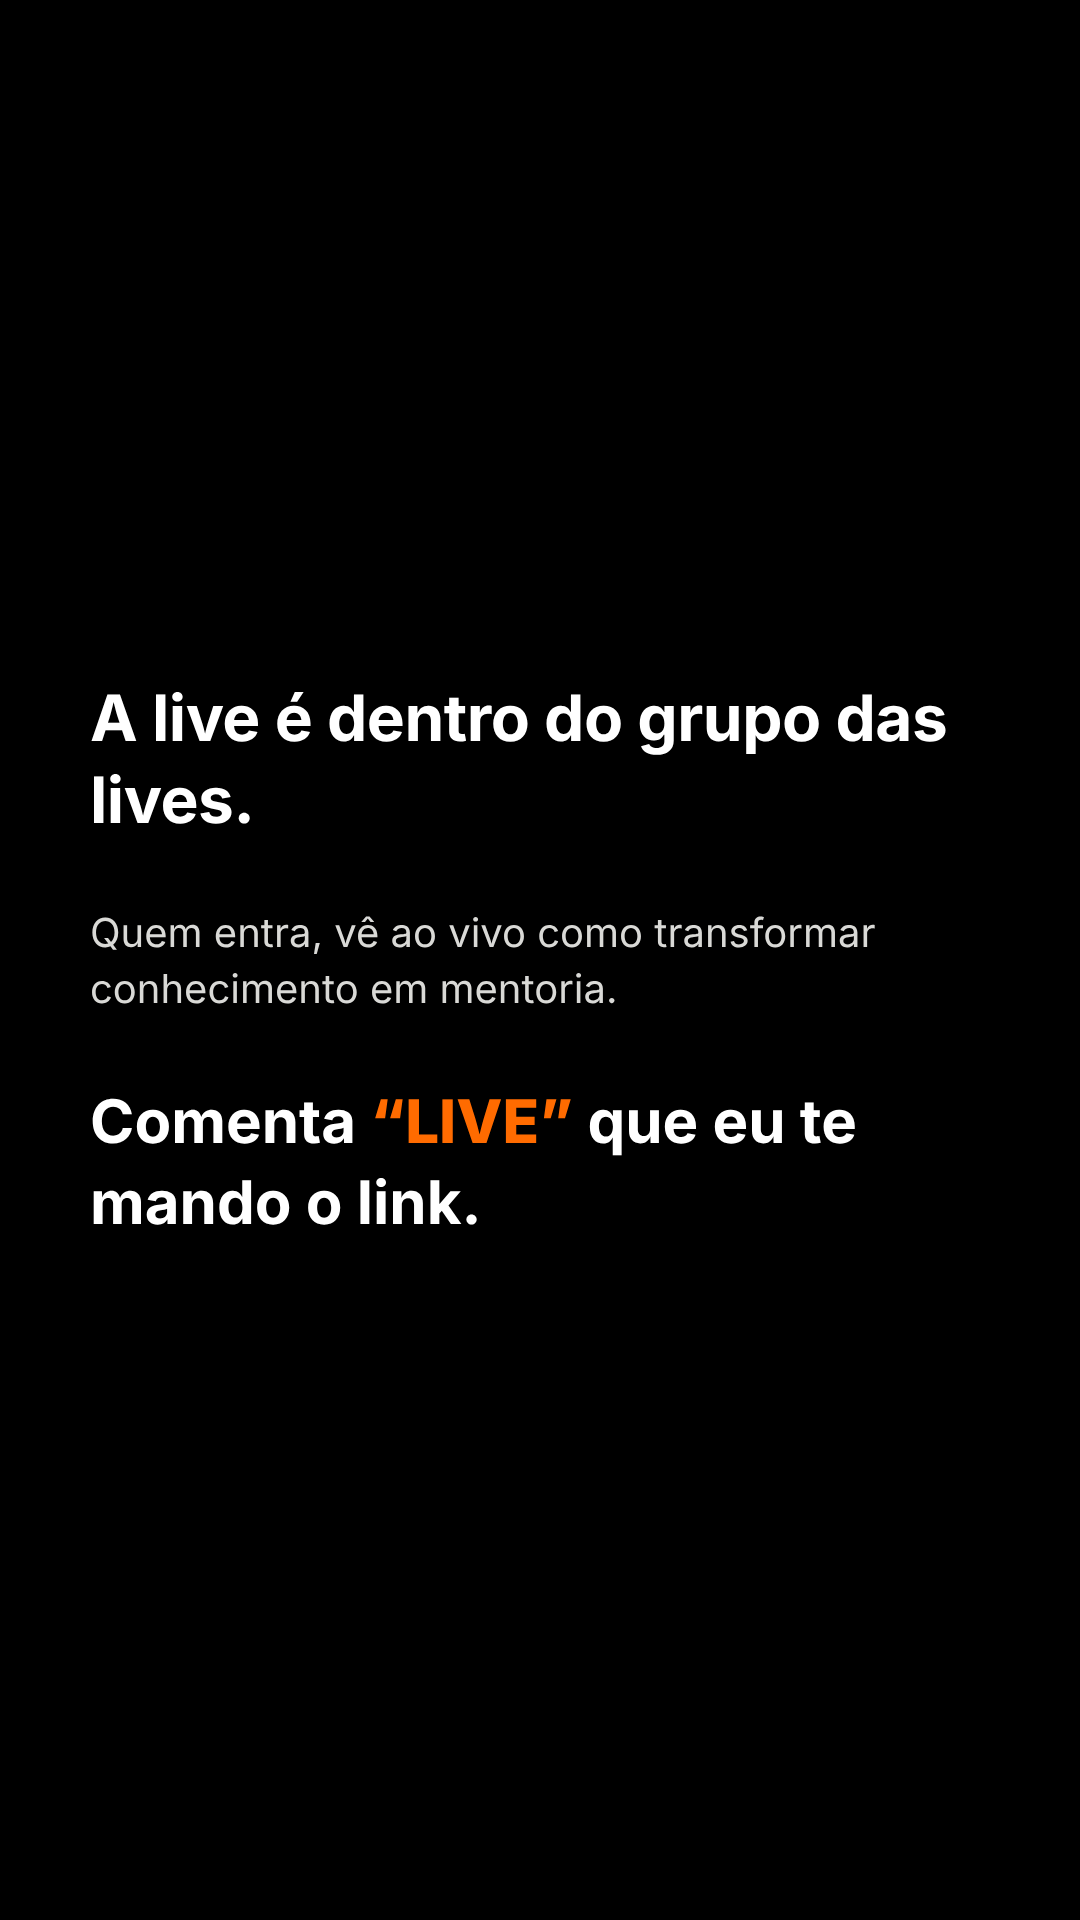 A live é dentro do grupo das
lives.
Quem entra, vê ao vivo como transformar
conhecimento em mentoria.
Comenta “LIVE” que eu te
mando o link.